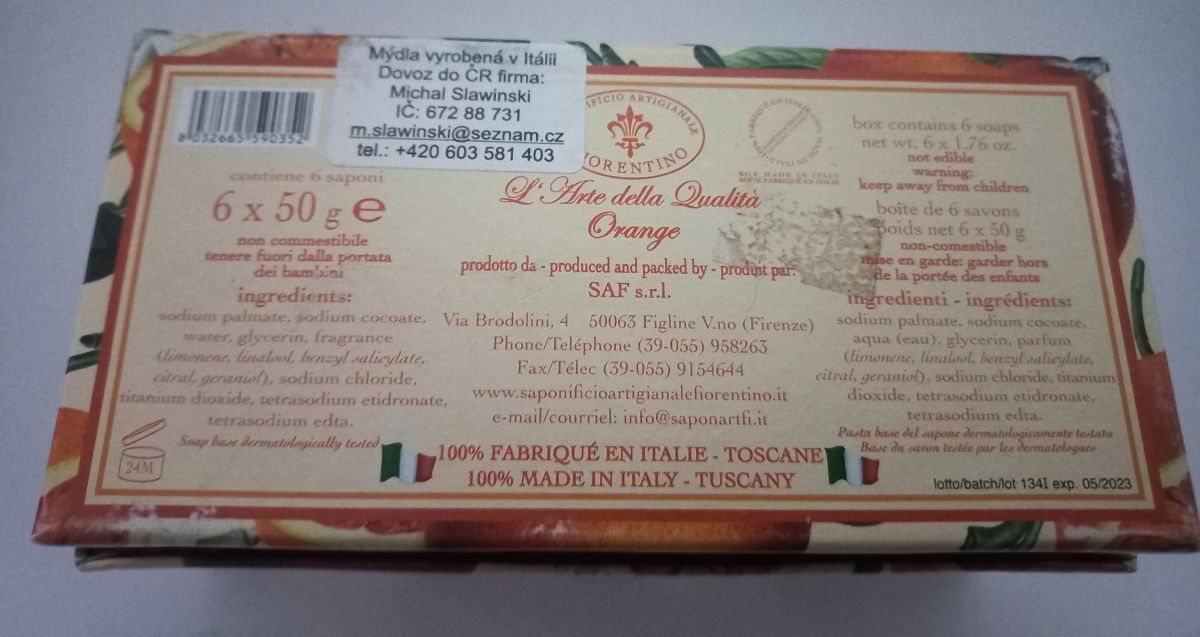 Mýdla vyrobená v Itálii
Dovoz do ČR firma:
Michal Slawinski
IČ: 672 88 731
m.slawinski@seznam.cz
tel.: +420 603 581 403
8 032665 590352
contiene 6 saponi
6 x 50 g e
non commestibile
tenere fuori dalla portata
dei bambini
ingredients:
sodium palmate, sodium cocoate,
water, glycerin, fragrance
(limonene, linalool, benzyl salicylate,
citral, geraniol), sodium chloride,
titanium dioxide, tetrasodium etidronate,
tetrasodium edta.
Soap base dermatologically tested
24M
ARTIGIANALE
FIORENTINO
L'Arte della Qualità
Orange
prodotto da - produced and packed by - produit par:
SAF s.r.l.
Via Brodolini, 4 50063 Figline V.no (Firenze)
Phone/Teléphone (39-055) 958263
Fax/Télec (39-055) 9154644
www.saponificioartigianalefiorentino.it
e-mail/courriel: info@saponartfi.it
100% FABRIQUÉ EN ITALIE - TOSCANE
100% MADE IN ITALY - TUSCANY
BOX MADE IN ITALY
BOITE FABRIQUÉ EN ITALIE
box contains 6 soaps
net wt. 6 x 1.76 oz.
not edible
warning:
keep away from children
boîte de 6 savons
poids net 6 x 50 g
non-comestible
mise en garde: garder hors
de la portée des enfants
ingredienti - ingrédients:
sodium palmate, sodium cocoate,
aqua (eau), glycerin, parfum
(limonene, linalool, benzyl salicylate,
citral, geraniol), sodium chloride, titanium
dioxide, tetrasodium etidronate,
tetrasodium edta.
Pasta base del sapone dermatologicamente testata
Base du savon testée par les dermatologues
lotto/batch/lot 134I exp. 05/2023